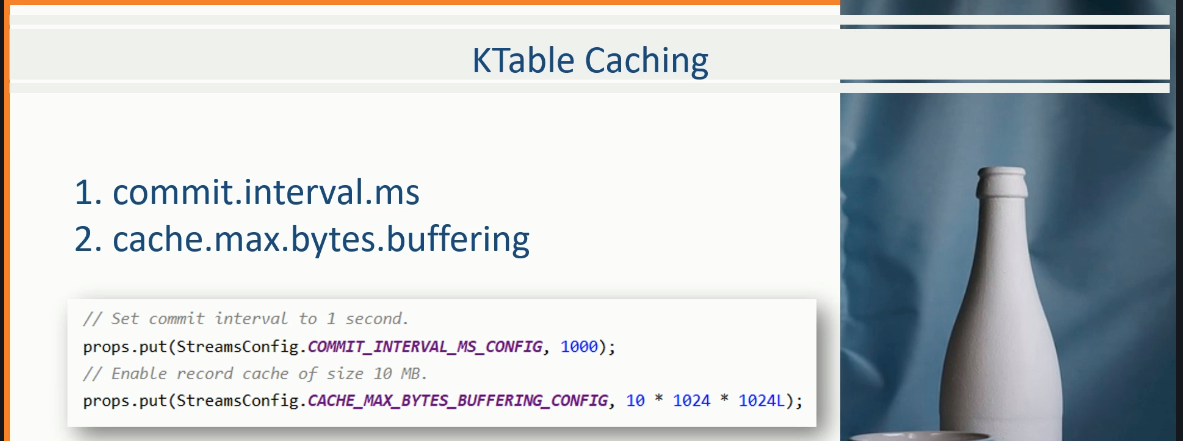 KTable Caching
1. commit.interval.ms
2. cache.max.bytes.buffering
// Set commit interval to 1 second.
props.put(StreamsConfig.COMMIT_INTERVAL_MS_CONFIG, 1000);
// Enable record cache of size 10 MB.
props.put(StreamsConfig.CACHE_MAX_BYTES_BUFFERING_CONFIG, 10 * 1024 * 1024L);